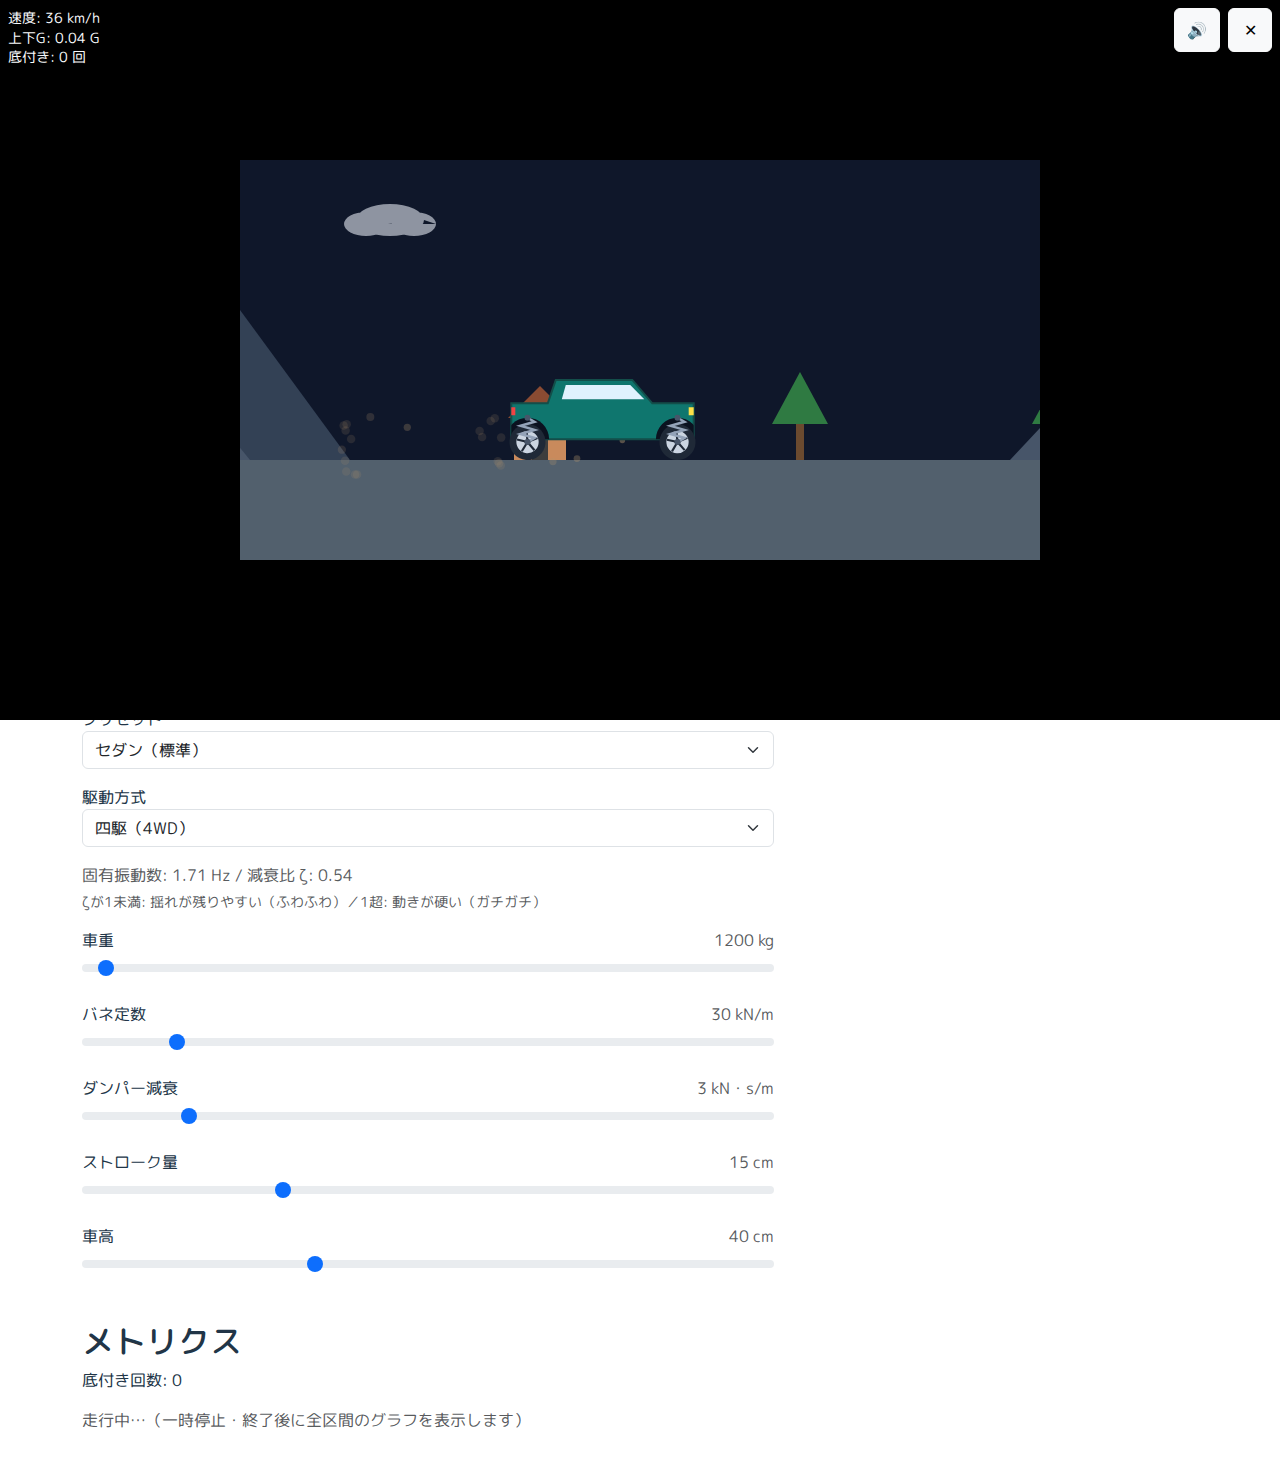 速度: 36 km/h
上下G: 0.04 G
底付き: 0 回
プリセット
セダン（標準）
駆動方式
四駆（4WD）
固有振動数: 1.71 Hz / 減衰比 ζ: 0.54
ζが1未満: 揺れが残りやすい（ふわふわ）／1超: 動きが硬い（ガチガチ）
車重 1200 kg
バネ定数 30 kN/m
ダンパー減衰 3 kN・s/m
ストローク量 15 cm
車高 40 cm
メトリクス
底付き回数: 0
走行中…（一時停止・終了後に全区間のグラフを表示します）